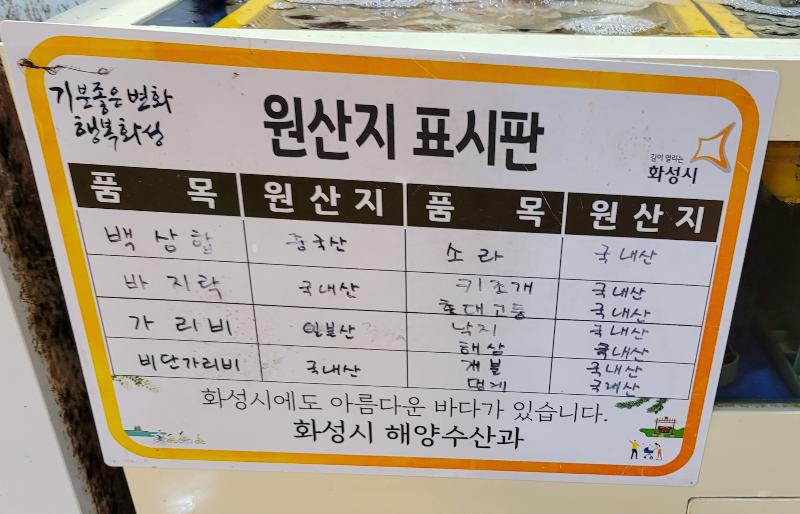 기분좋은 변화
행복화성
원산지 표시판
길이 열리는
화성시
품 목 원산지 품 목 원산지
백상합 중국산 소라 국내산
바지락 국내산 키조개 국내산
호대고둥 국내산
가리비 일본산 낙지 국내산
해삼 국내산
비단가리비 국내산 개불 국내산
멍게 국내산
화성시에도 아름다운 바다가 있습니다.
화성시 해양수산과